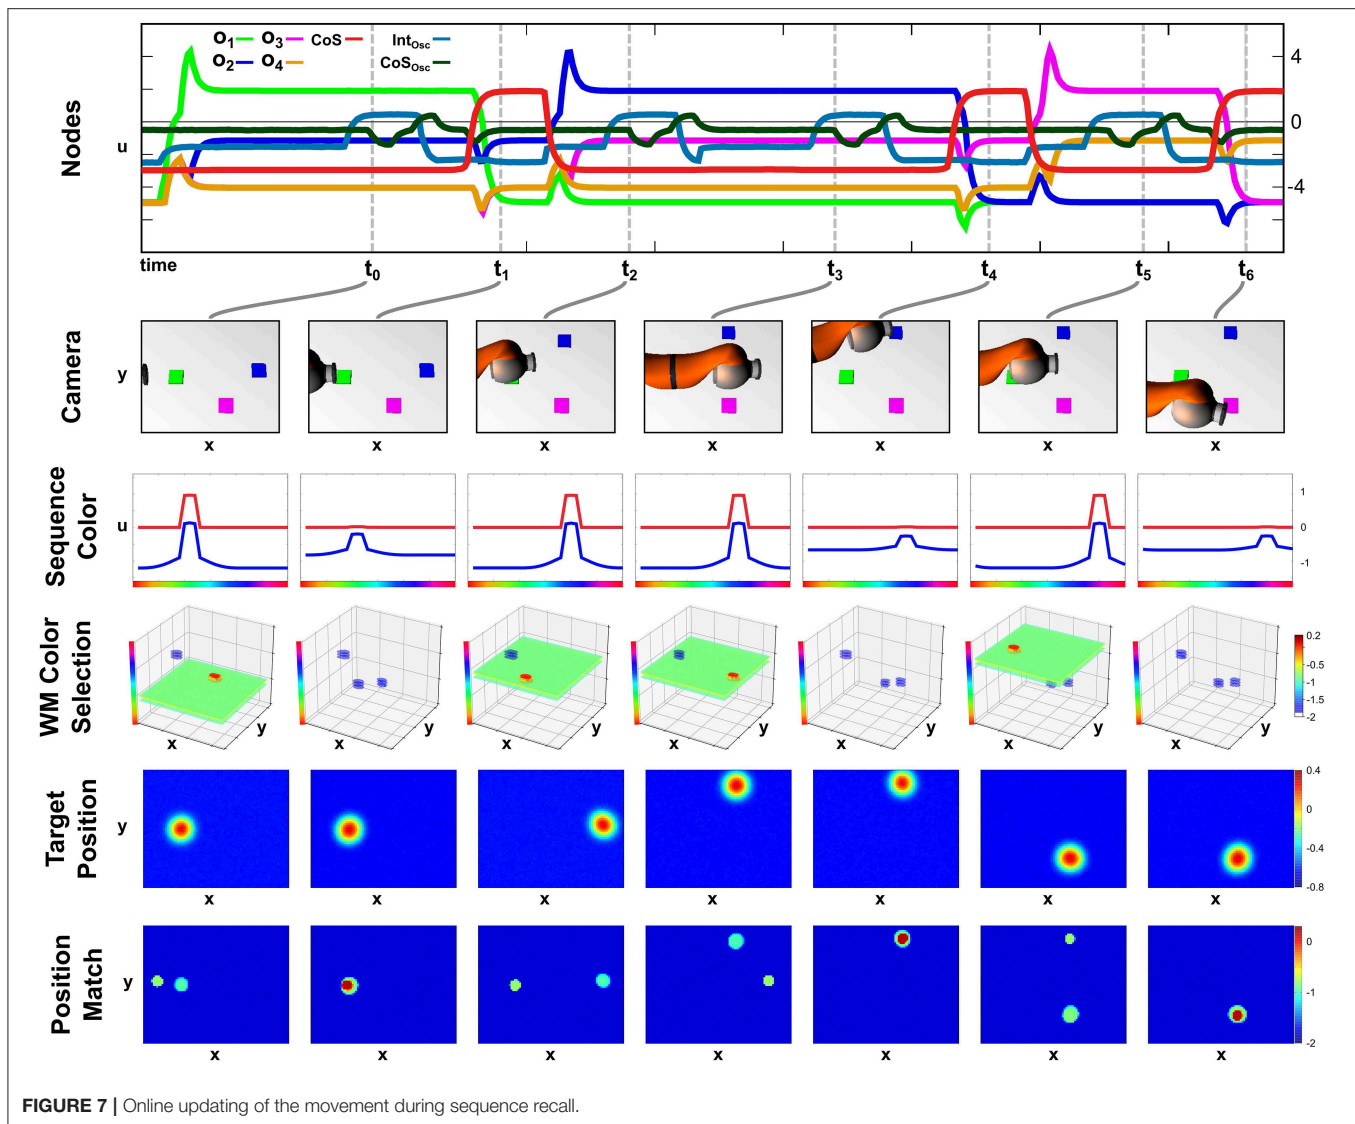 O1 O3 CoS IntOsc
O2 O4 CoSOsc
4
0
-4
Nodes
u
time t0 t1 t2 t3 t4 t5 t6
Camera
y
x x x x x x x
Sequence
Color
u
1
0
-1
WM Color
Selection
0.2
-0.5
-1
-1.5
-2
x y x y x y x y x y x y x y
Target
Position
y
0.4
0
-0.4
-0.8
x x x x x x x
Position
Match
y
0
-1
-2
x x x x x x x
FIGURE 7 | Online updating of the movement during sequence recall.